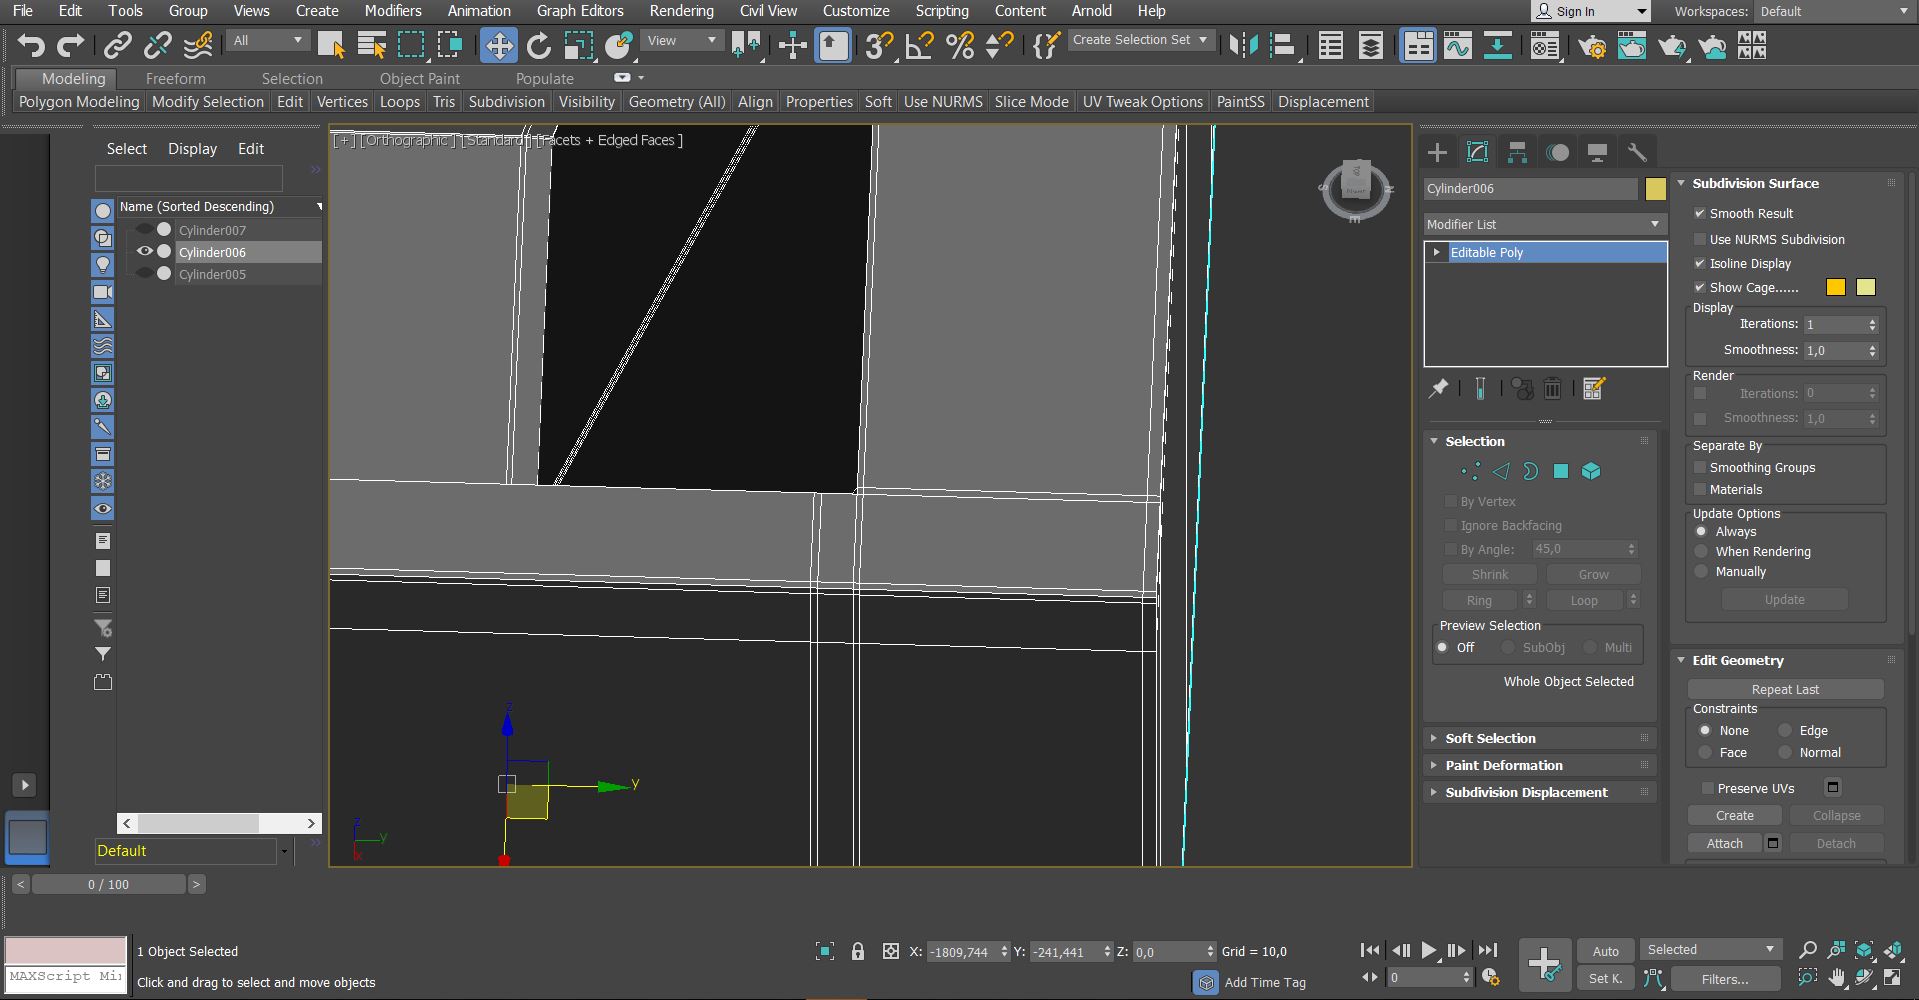 File Edit Tools Group Views Create Modifiers Animation Graph Editors Rendering Civil View Customize Scripting Content Arnold Help Sign In Workspaces: Default
All View Create Selection Set
Modeling Freeform Selection Object Paint Populate
Polygon Modeling Modify Selection Edit Vertices Loops Tris Subdivision Visibility Geometry (All) Align Properties Soft Use NURMS Slice Mode UV Tweak Options PaintSS Displacement
Select Display Edit
Name (Sorted Descending)
Cylinder007
Cylinder006
Cylinder005
Default
[+] [Orthographic] [Standard] [Facets + Edged Faces]
S N E
TOP
z
y
z
y
x
Cylinder006
Modifier List
Editable Poly
Selection
By Vertex
Ignore Backfacing
By Angle: 45,0
Shrink Grow
Ring Loop
Preview Selection
Off SubObj Multi
Whole Object Selected
Soft Selection
Paint Deformation
Subdivision Displacement
Subdivision Surface
Smooth Result
Use NURMS Subdivision
Isoline Display
Show Cage......
Display
Iterations: 1
Smoothness: 1,0
Render
Iterations: 0
Smoothness: 1,0
Separate By
Smoothing Groups
Materials
Update Options
Always
When Rendering
Manually
Update
Edit Geometry
Repeat Last
Constraints
None Edge
Face Normal
Preserve UVs
Create Collapse
Attach Detach
< 0 / 100 >
1 Object Selected X: -1809,744 Y: -241,441 Z: 0,0 Grid = 10,0 Auto Selected
MAXScript Mi
Click and drag to select and move objects Add Time Tag 0 Set K. Filters...